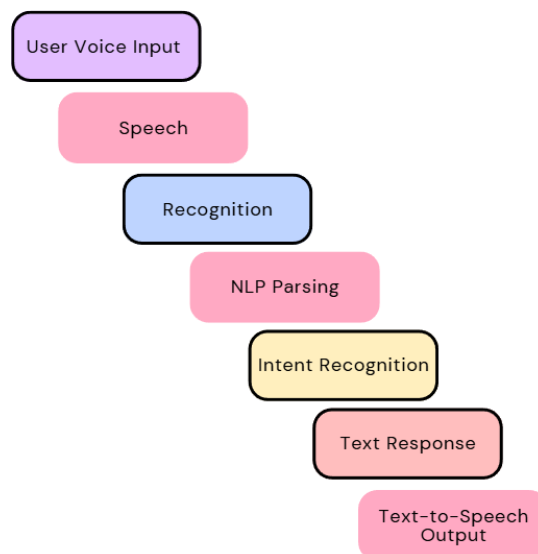 User Voice Input
Speech
Recognition
NLP Parsing
Intent Recognition
Text Response
Text-to-Speech
Output